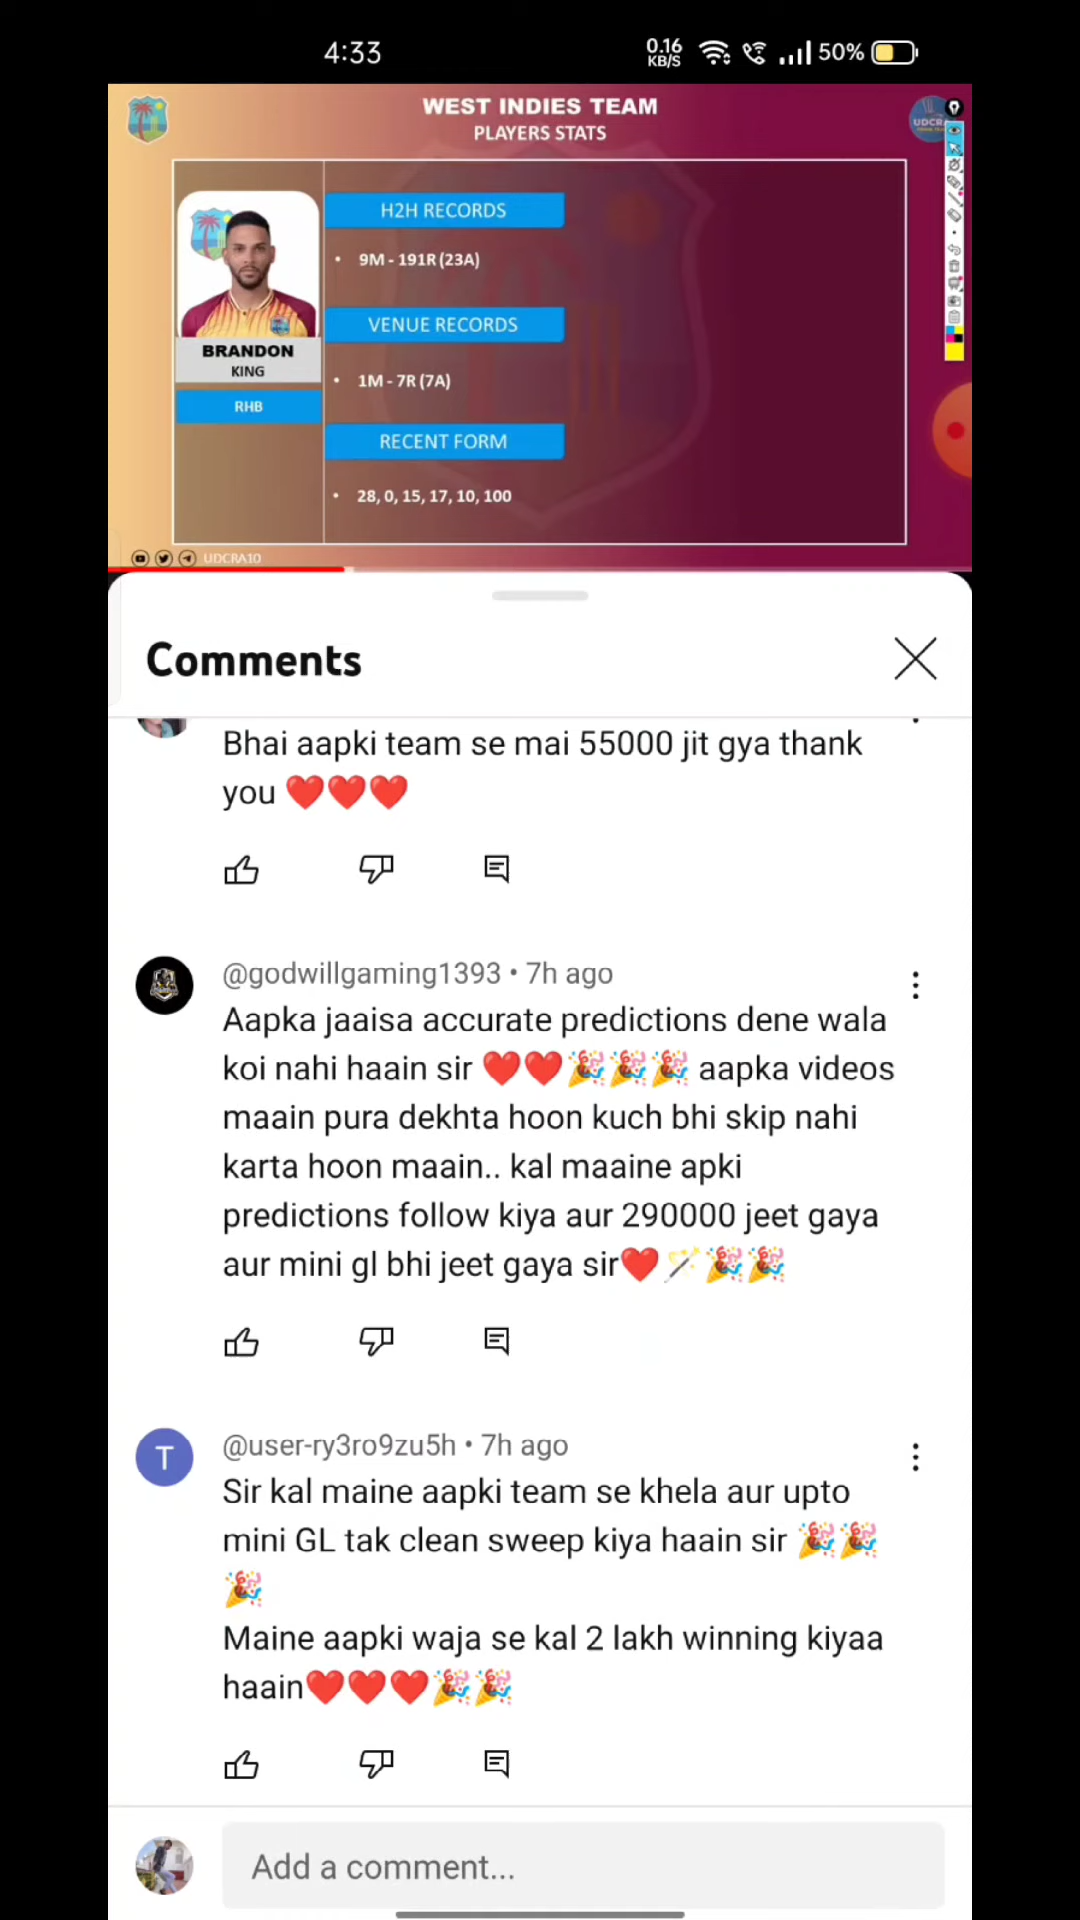 4:33
0.16
KB/S
50%
WEST INDIES TEAM
PLAYERS STATS
UDCRA
H2H RECORDS
• 9M - 191R (23A)
VENUE RECORDS
BRANDON
KING
• 1M - 7R (7A)
RHB
RECENT FORM
• 28, 0, 15, 17, 10, 100
UDCRA10
Comments
Bhai aapki team se mai 55000 jit gya thank
you ❤️❤️❤️
@godwillgaming1393 • 7h ago
Aapka jaaisa accurate predictions dene wala
koi nahi haain sir ❤️❤️🎉🎉🎉 aapka videos
maain pura dekhta hoon kuch bhi skip nahi
karta hoon maain.. kal maaine apki
predictions follow kiya aur 290000 jeet gaya
aur mini gl bhi jeet gaya sir❤️🪄🎉🎉
T
@user-ry3ro9zu5h • 7h ago
Sir kal maine aapki team se khela aur upto
mini GL tak clean sweep kiya haain sir 🎉🎉
🎉
Maine aapki waja se kal 2 lakh winning kiyaa
haain❤️❤️❤️🎉🎉
Add a comment...